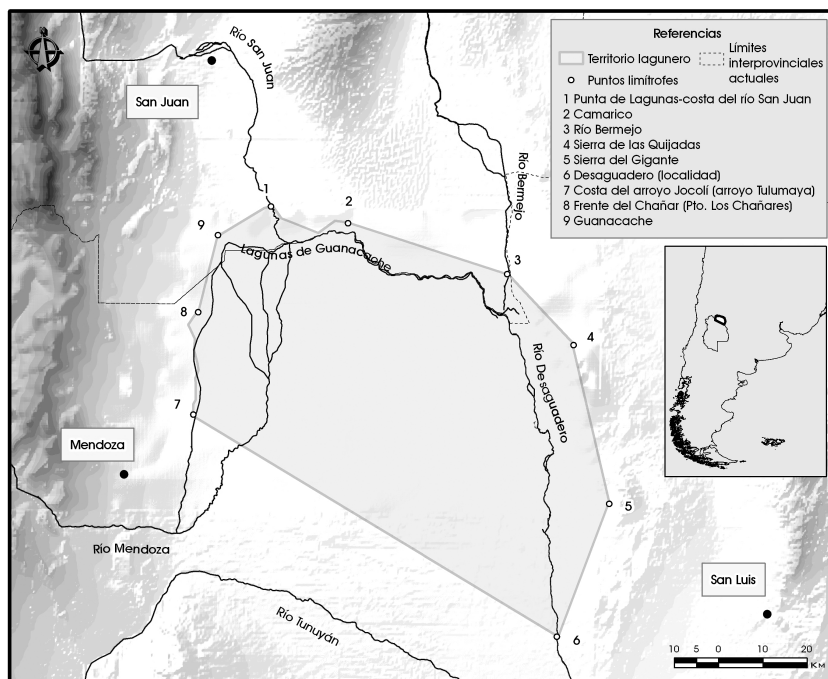 Río San Juan
San Juan
Referencias
Territorio lagunero
Límites
interprovinciales
actuales
Puntos limítrofes
1 Punta de Lagunas-costa del río San Juan
2 Camarico
3 Río Bermejo
4 Sierra de las Quijadas
5 Sierra del Gigante
6 Desaguadero (localidad)
7 Costa del arroyo Jocolí (arroyo Tulumaya)
8 Frente del Chañar (Pto. Los Chañares)
9 Guanacache
Río Bermejo
1
2
9
Lagunas de Guanacache
3
8
4
Río Desaguadero
7
Mendoza
5
Río Mendoza
San Luis
Río Tunuyán
6
10 5 0 10 20
Km